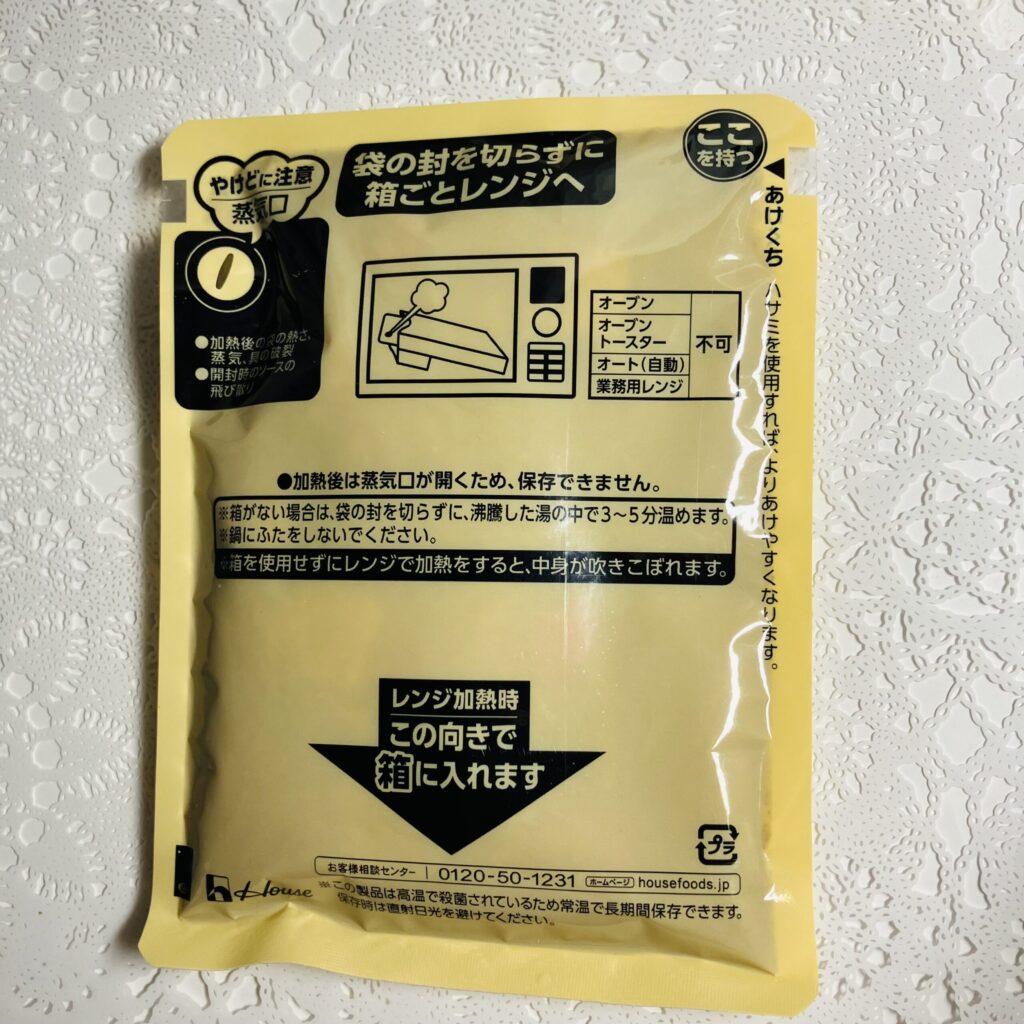 袋の封を切らずに
箱ごとレンジへ
ここ
を持つ
やけどに注意
蒸気口
●加熱後の袋の熱さ、
蒸気、具の破裂
●開封時のソースの
飛び散り
オーブン
オーブン
トースター
オート(自動)
業務用レンジ
不可
◀あけくち ハサミを使用すれば、よりあけやすくなります。
●加熱後は蒸気口が開くため、保存できません。
※箱がない場合は、袋の封を切らずに、沸騰した湯の中で3~5分温めます。
※鍋にふたをしないでください。
※箱を使用せずにレンジで加熱をすると、中身が吹きこぼれます。
レンジ加熱時
この向きで
箱に入れます
プラ
お客様相談センター 0120-50-1231 ホームページ housefoods.jp
House
※この製品は高温で殺菌されているため常温で長期間保存できます。
保存時は直射日光を避けてください。